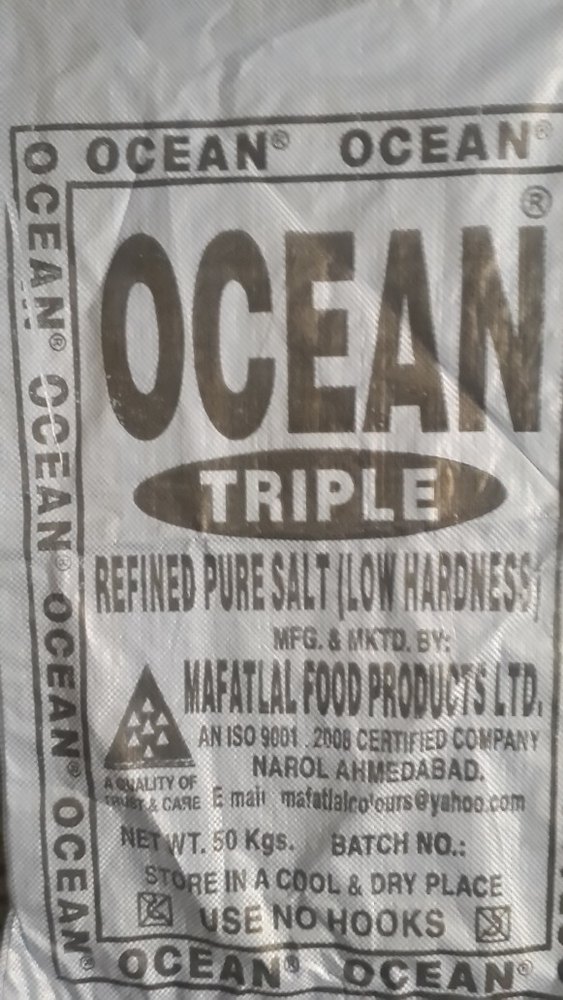 OCEAN® OCEAN®
OCEAN® OCEAN® OCEAN® OCEAN®
OCEAN®
TRIPLE
REFINED PURE SALT (LOW HARDNESS)
MFG. & MKTD. BY:
MAFATLAL FOOD PRODUCTS LTD.
AN ISO 9001 . 2008 CERTIFIED COMPANY
NAROL AHMEDABAD.
A QUALITY OF
TRUST & CARE
E mail mafatlalcolours@yahoo.com
NET WT. 50 Kgs. BATCH NO.:
STORE IN A COOL & DRY PLACE
USE NO HOOKS
OCEAN® OCEAN®